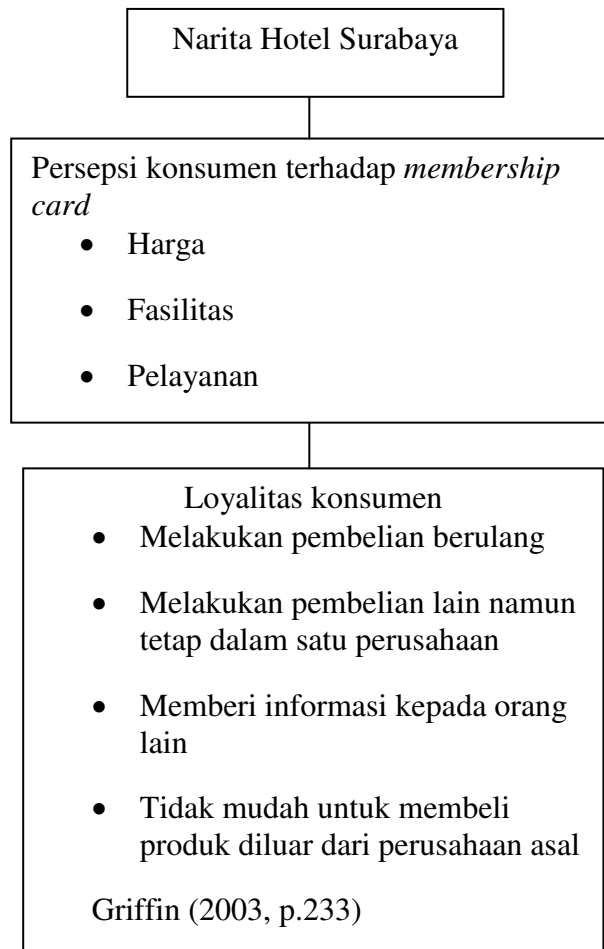 Narita Hotel Surabaya
Persepsi konsumen terhadap membership
card
• Harga
• Fasilitas
• Pelayanan
Loyalitas konsumen
• Melakukan pembelian berulang
• Melakukan pembelian lain namun
tetap dalam satu perusahaan
• Memberi informasi kepada orang
lain
• Tidak mudah untuk membeli
produk diluar dari perusahaan asal
Griffin (2003, p.233)